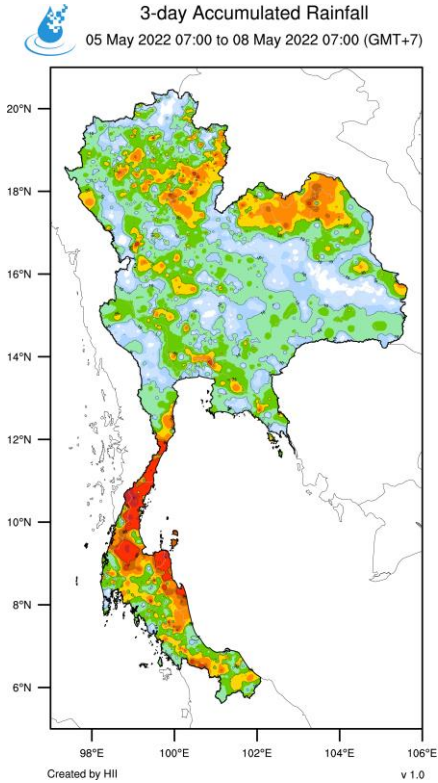 3-day Accumulated Rainfall
05 May 2022 07:00 to 08 May 2022 07:00 (GMT+7)
20°N
18°N
16°N
14°N
12°N
10°N
8°N
6°N
98°E 100°E 102°E 104°E 106°E
Created by HII v 1.0